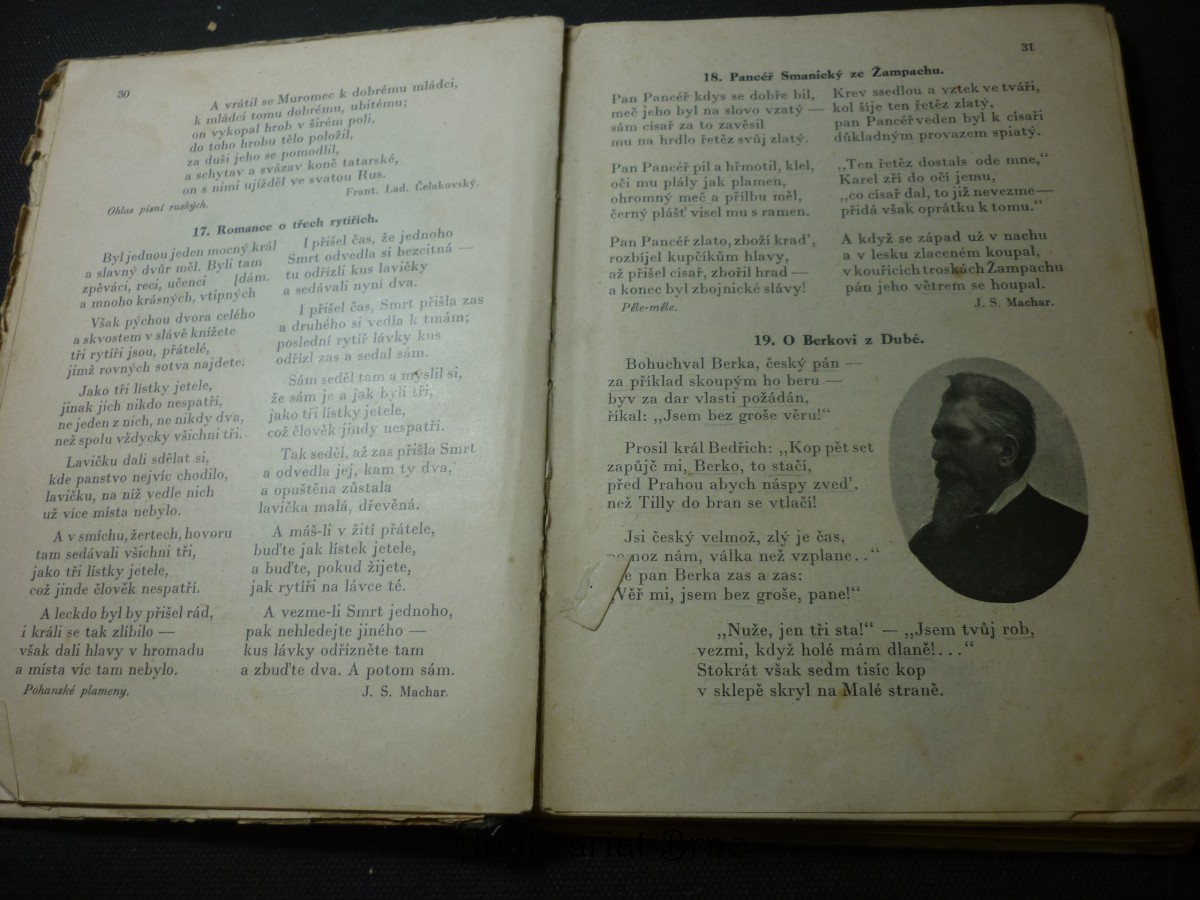 30
A vrátil se Muromec k dobrému mládci,
k mládci tomu dobrému, ubitému;
on vykopal hrob v širém poli,
do toho hrobu tělo položil,
za duši jeho se pomodlil,
a schytav a svázav koně tatarské,
on s nimi ujížděl ve svatou Rus.
Frant. Lad. Čelakovský.
Ohlas písní ruských.
17. Romance o třech rytířích.
Byl jednou jeden mocný král
a slavný dvůr měl. Byli tam
zpěváci, reci, učenci [dám.
a mnoho krásných, vtipných
Však pýchou dvora celého
a skvostem v slávě knížete
tři rytíři jsou, přátelé,
jimž rovných sotva najdete.
Jako tři lístky jetele,
jinak jich nikdo nespatří,
ne jeden z nich, ne nikdy dva,
než spolu vždycky všichni tři.
Lavičku dali sdělat si,
kde panstvo nejvíc chodilo,
lavičku, na níž vedle nich
už více místa nebylo.
A v smíchu, žertech, hovoru
tam sedávali všichni tři,
jako tři lístky jetele,
což jinde člověk nespatří.
A leckdo byl by přišel rád,
i králi se tak zlíbilo —
však dali hlavy v hromadu
a místa víc tam nebylo.
Pohanské plameny.
I přišel čas, že jednoho
Smrt odvedla si bezcitná —
tu odřízli kus lavičky
a sedávali nyní dva.
I přišel čas, Smrt přišla zas
a druhého si vedla k tmám;
poslední rytíř lávky kus
odřízl zas a sedal sám.
Sám seděl tam a myslil si,
že sám je a jak byli tři,
jako tři lístky jetele,
což člověk jindy nespatří.
Tak seděl, až zas přišla Smrt
a odvedla jej, kam ty dva,
a opuštěna zůstala
lavička malá, dřevěná.
A máš-li v žití přátele,
buďte jak lístek jetele,
a buďte, pokud žijete,
jak rytíři na lávce té.
A vezme-li Smrt jednoho,
pak nehledejte jiného —
kus lávky odřízněte tam
a zbuďte dva. A potom sám.
J. S. Machar.
31
18. Pancéř Smanický ze Žampachu.
Pan Pancéř kdys se dobře bil,
meč jeho byl na slovo vzatý —
sám císař za to zavěsil
mu na hrdlo řetěz svůj zlatý.
Pan Pancéř pil a hřmotil, klel,
oči mu plály jak plamen,
ohromný meč a přílbu měl,
černý plášť visel mu s ramen.
Pan Pancéř zlato, zboží krad',
rozbíjel kupčíkům hlavy,
až přišel císař, zbořil hrad —
a konec byl zbojnické slávy!
Pêle-mêle.
Krev ssedlou a vztek ve tváři,
kol šíje ten řetěz zlatý,
pan Pancéř veden byl k císaři
důkladným provazem spiatý.
„Ten řetěz dostals ode mne,“
Karel zří do očí jemu,
„co císař dal, to již nevezme—
přidá však oprátku k tomu.“
A když se západ už v nachu
a v lesku zlaceném koupal,
v kouřících troskách Žampachu
pán jeho větrem se houpal.
J. S. Machar.
19. O Berkovi z Dubé.
Bohuchval Berka, český pán —
za příklad skoupým ho beru —
byv za dar vlasti požádán,
říkal: „Jsem bez groše věru!“
Prosil král Bedřich: „Kop pět set
zapůjč mi, Berko, to stačí,
před Prahou abych náspy zved',
než Tilly do bran se vtlačí!
Jsi český velmož, zlý je čas,
moz nám, válka než vzplane..“
e pan Berka zas a zas:
„Věř mi, jsem bez groše, pane!“
„Nuže, jen tři sta!“ — „Jsem tvůj rob,
vezmi, když holé mám dlaně!...“
Stokrát však sedm tisíc kop
v sklepě skryl na Malé straně.
Antikvariat-Brno